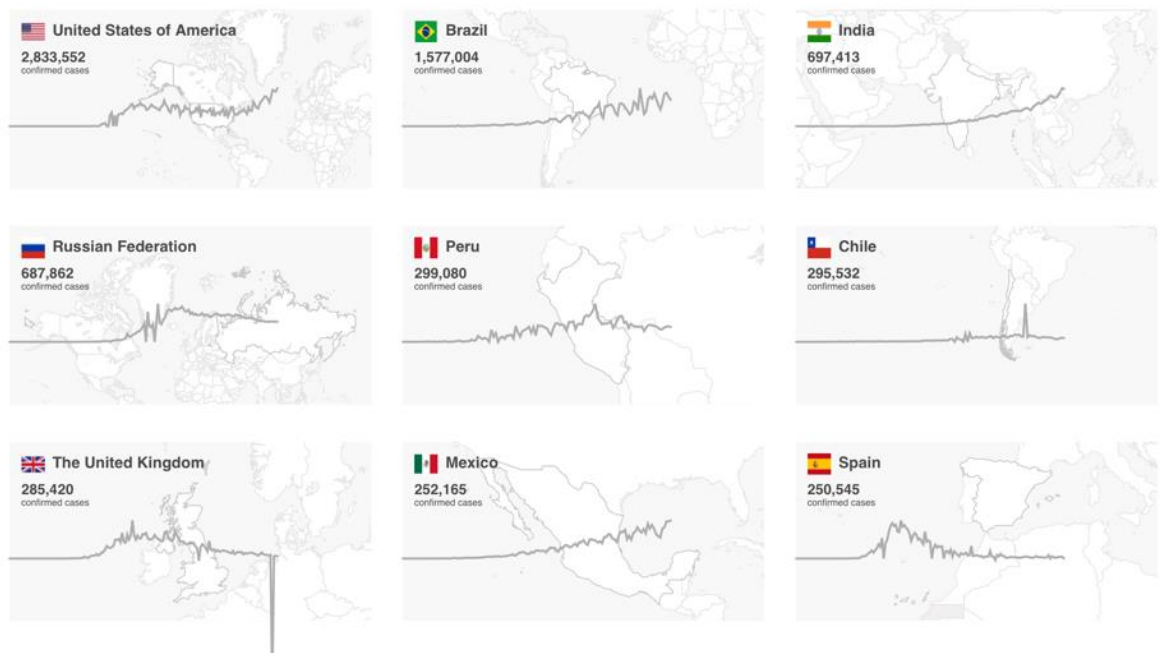 United States of America
2,833,552
confirmed cases
Brazil
1,577,004
confirmed cases
India
697,413
confirmed cases
Russian Federation
687,862
confirmed cases
Peru
299,080
confirmed cases
Chile
295,532
confirmed cases
The United Kingdom
285,420
confirmed cases
Mexico
252,165
confirmed cases
Spain
250,545
confirmed cases